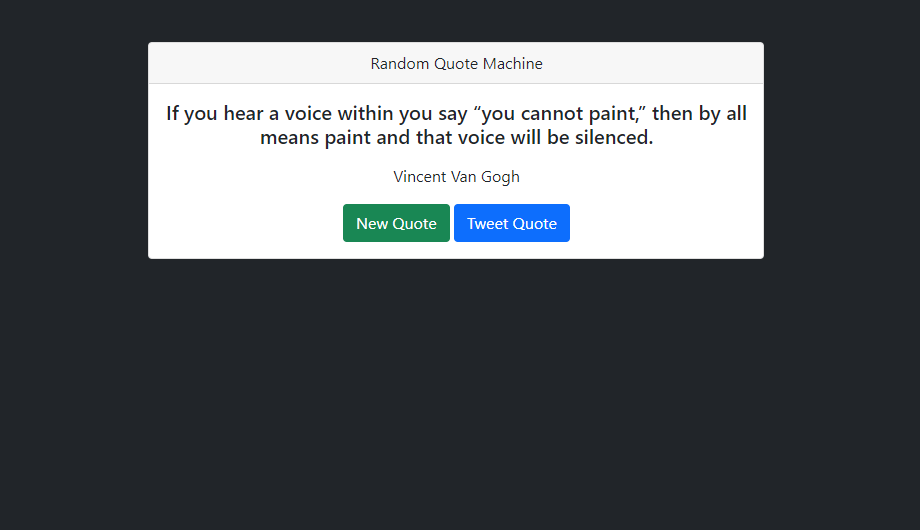 Random Quote Machine
If you hear a voice within you say “you cannot paint,” then by all
means paint and that voice will be silenced.
Vincent Van Gogh
New Quote Tweet Quote